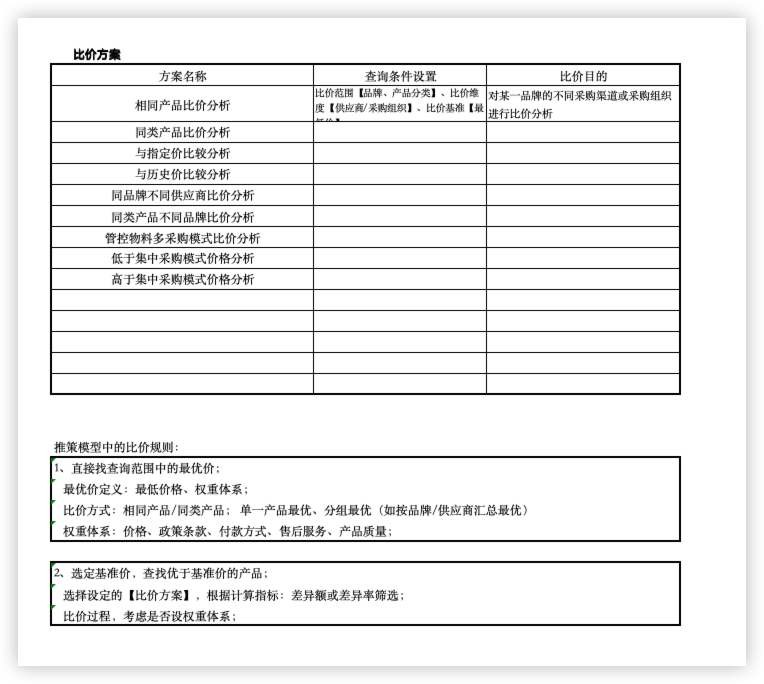 比价方案
方案名称 查询条件设置 比价目的
相同产品比价分析 比价范围【品牌、产品分类】、比价维 对某一品牌的不同采购渠道或采购组织
度【供应商/采购组织】、比价基准【最 进行比价分析
同类产品比价分析
与指定价比较分析
与历史价比较分析
同品牌不同供应商比价分析
同类产品不同品牌比价分析
管控物料多采购模式比价分析
低于集中采购模式价格分析
高于集中采购模式价格分析
推策模型中的比价规则：
1、直接找查询范围中的最优价；
最优价定义：最低价格、权重体系；
比价方式：相同产品/同类产品； 单一产品最优、分组最优（如按品牌/供应商汇总最优）
权重体系：价格、政策条款、付款方式、售后服务、产品质量；
2、选定基准价，查找优于基准价的产品；
选择设定的【比价方案】，根据计算指标：差异额或差异率筛选；
比价过程，考虑是否设权重体系；